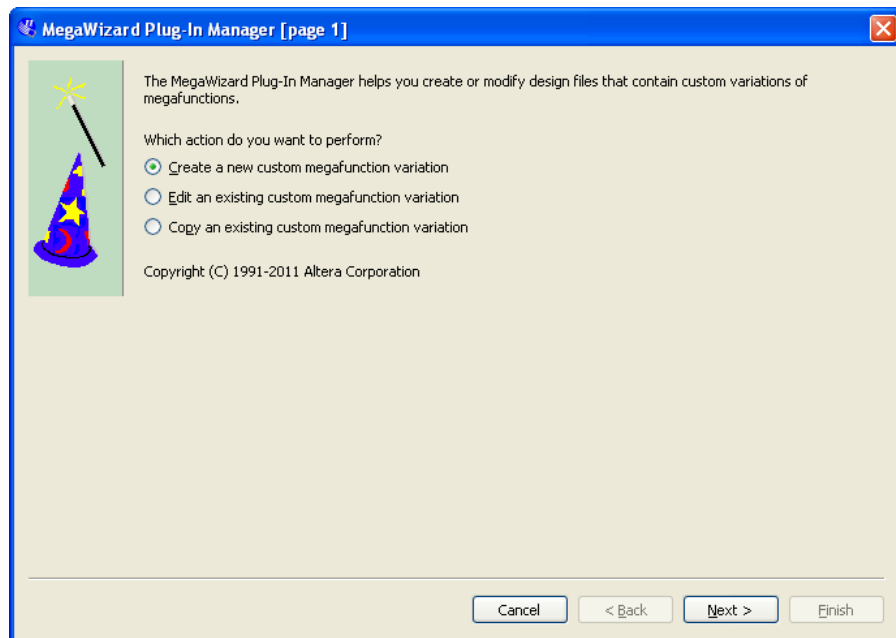 MegaWizard Plug-In Manager [page 1]
The MegaWizard Plug-In Manager helps you create or modify design files that contain custom variations of
megafunctions.
Which action do you want to perform?
Create a new custom megafunction variation
Edit an existing custom megafunction variation
Copy an existing custom megafunction variation
Copyright (C) 1991-2011 Altera Corporation
Cancel < Back Next > Finish